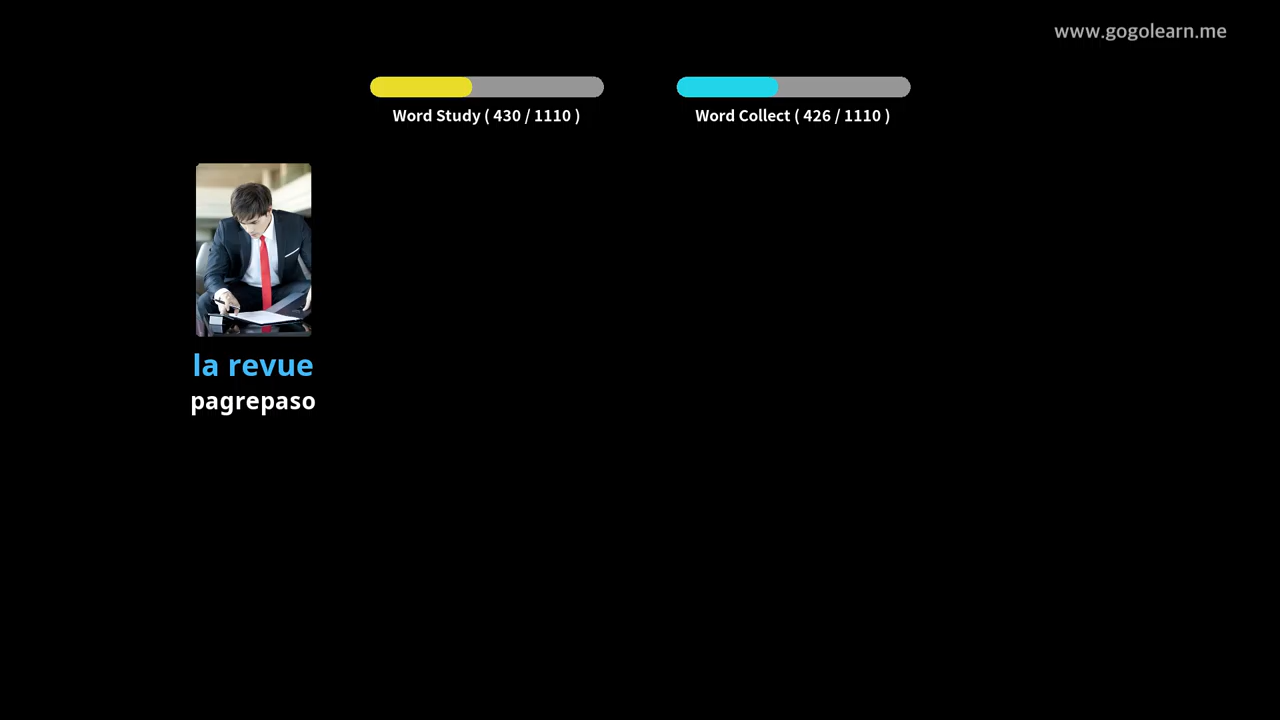 www.gogolearn.me
Word Study ( 430 / 1110 )
Word Collect ( 426 / 1110 )
la revue
pagrepaso